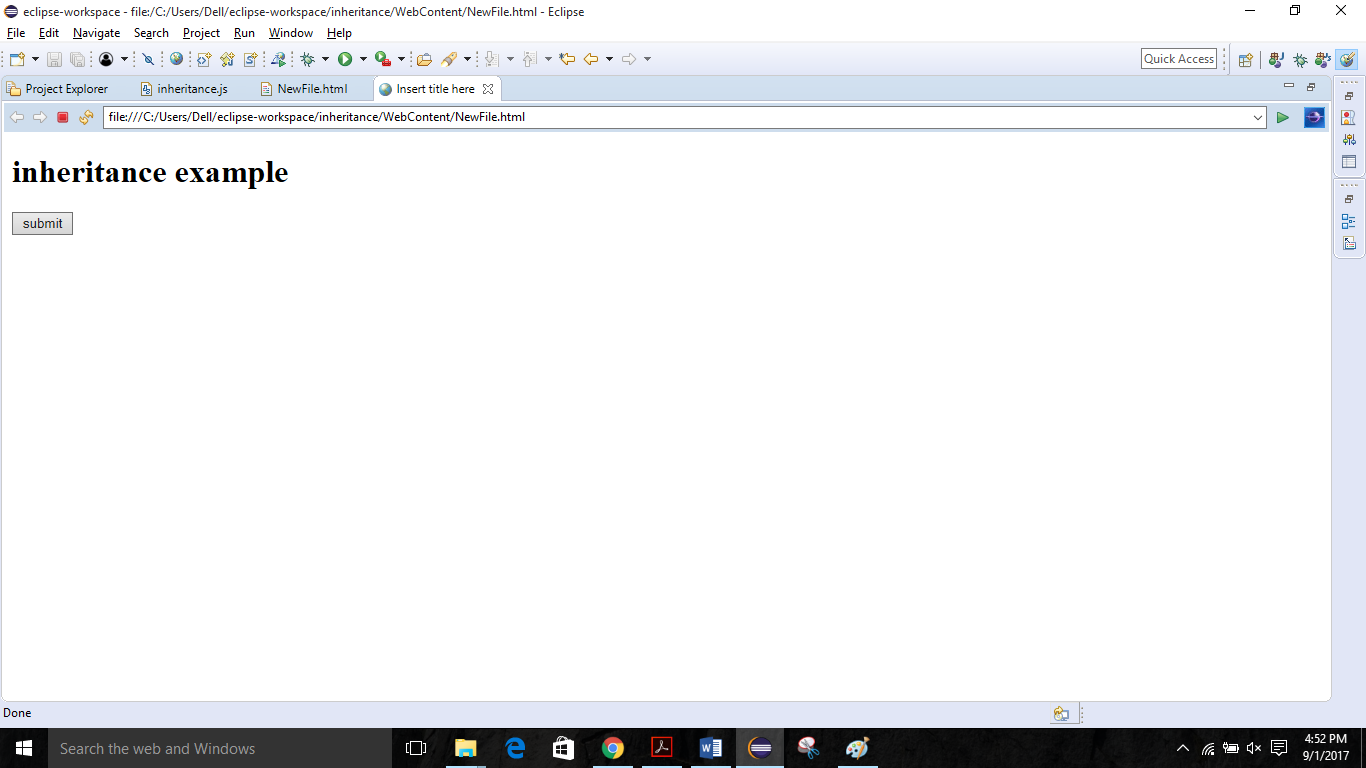 eclipse-workspace - file:/C:/Users/Dell/eclipse-workspace/inheritance/WebContent/NewFile.html - Eclipse
File Edit Navigate Search Project Run Window Help
Quick Access
Project Explorer inheritance.js NewFile.html Insert title here
file:///C:/Users/Dell/eclipse-workspace/inheritance/WebContent/NewFile.html
inheritance example
submit
Done
Search the web and Windows
4:52 PM
9/1/2017